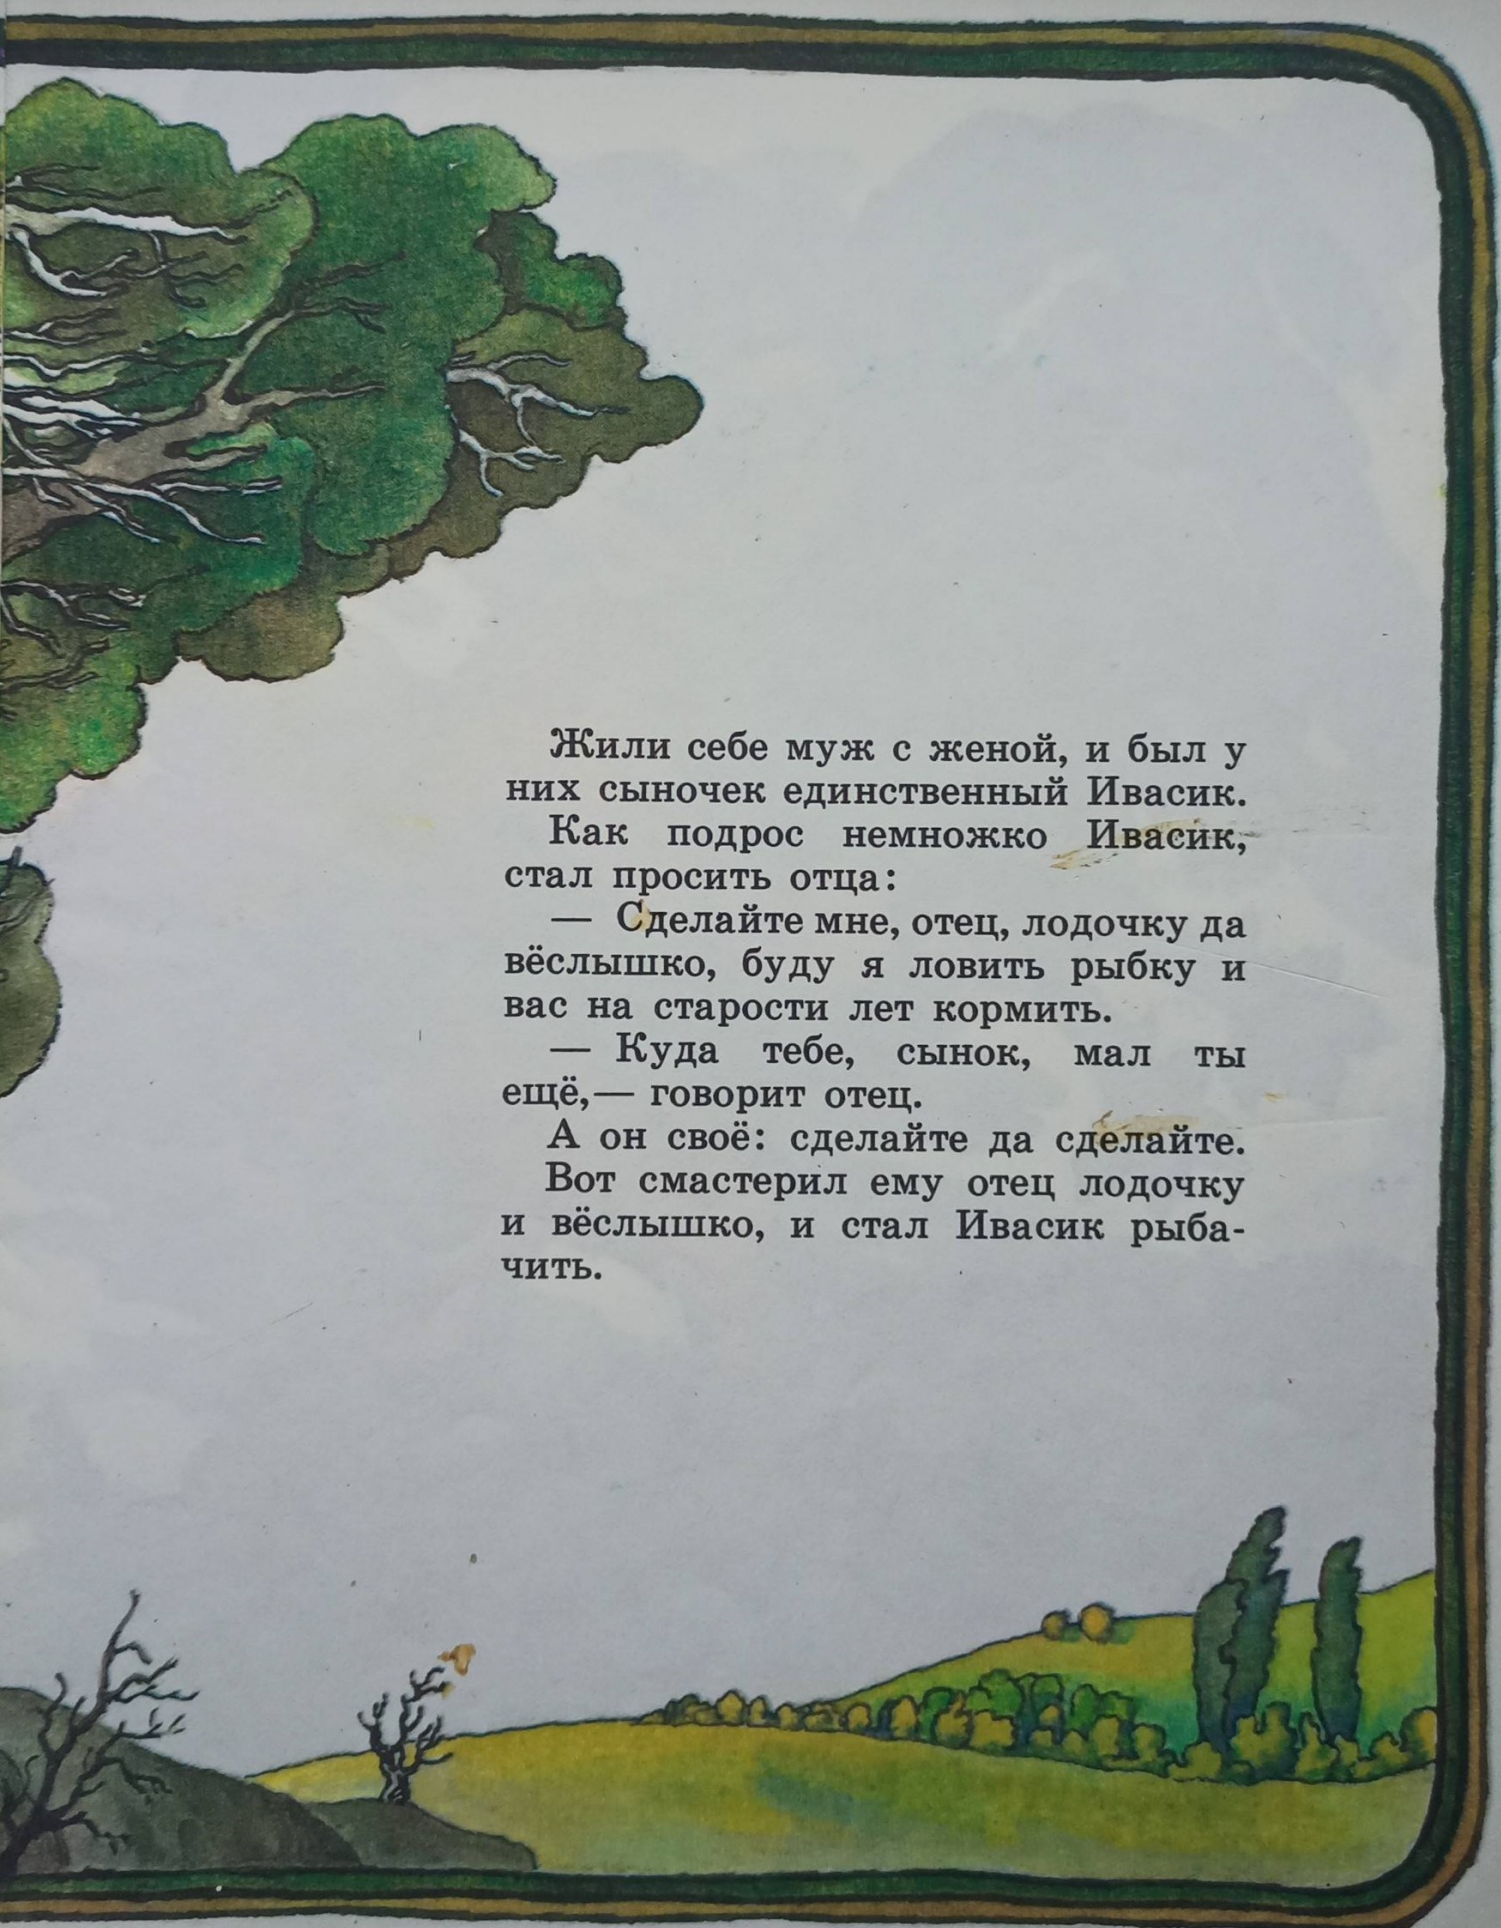 Жили себе муж с женой, и был у
них сыночек единственный Ивасик.
Как подрос немножко Ивасик,
стал просить отца:
— Сделайте мне, отец, лодочку да
вёслышко, буду я ловить рыбку и
вас на старости лет кормить.
— Куда тебе, сынок, мал ты
ещё,— говорит отец.
А он своё: сделайте да сделайте.
Вот смастерил ему отец лодочку
и вёслышко, и стал Ивасик рыба-
чить.